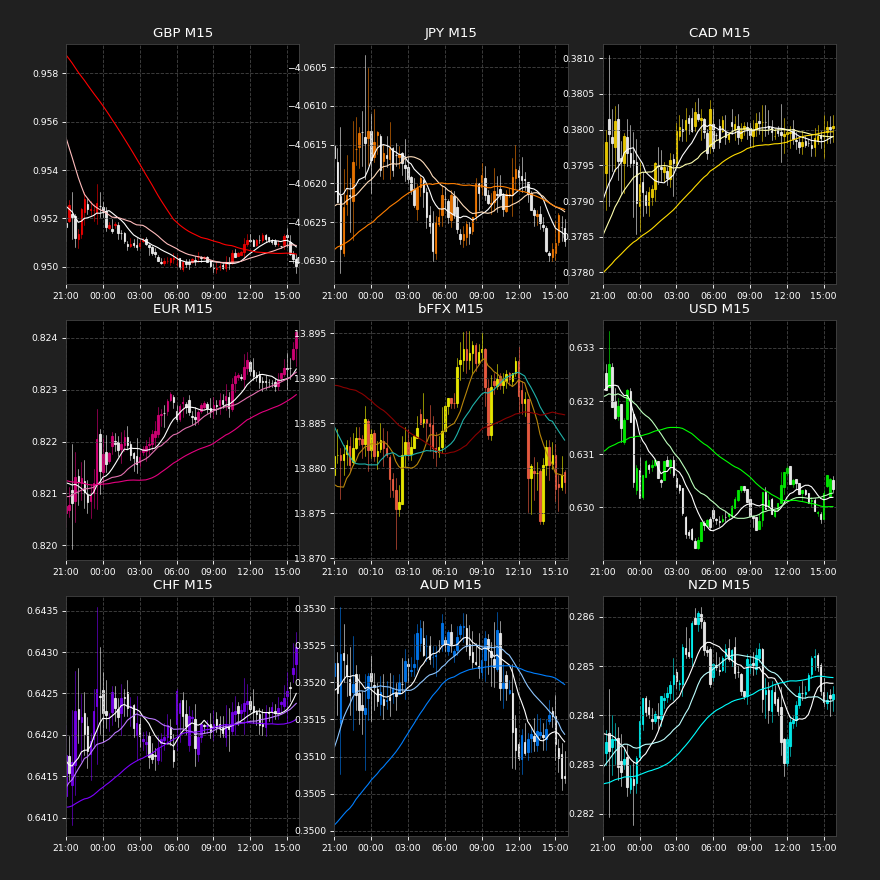 GBP M15
0.958
0.956
0.954
0.952
0.950
21:00 00:00 03:00 06:00 09:00 12:00 15:00
JPY M15
−4.0605
−4.0610
−4.0615
−4.0620
−4.0625
−4.0630
21:00 00:00 03:00 06:00 09:00 12:00 15:00
CAD M15
0.3810
0.3805
0.3800
0.3795
0.3790
0.3785
0.3780
21:00 00:00 03:00 06:00 09:00 12:00 15:00
EUR M15
0.824
0.823
0.822
0.821
0.820
21:00 00:00 03:00 06:00 09:00 12:00 15:00
bFFX M15
13.895
13.890
13.885
13.880
13.875
13.870
21:10 00:10 03:10 06:10 09:10 12:10 15:10
USD M15
0.633
0.632
0.631
0.630
21:00 00:00 03:00 06:00 09:00 12:00 15:00
CHF M15
0.6435
0.6430
0.6425
0.6420
0.6415
0.6410
21:00 00:00 03:00 06:00 09:00 12:00 15:00
AUD M15
0.3530
0.3525
0.3520
0.3515
0.3510
0.3505
0.3500
21:00 00:00 03:00 06:00 09:00 12:00 15:00
NZD M15
0.286
0.285
0.284
0.283
0.282
21:00 00:00 03:00 06:00 09:00 12:00 15:00